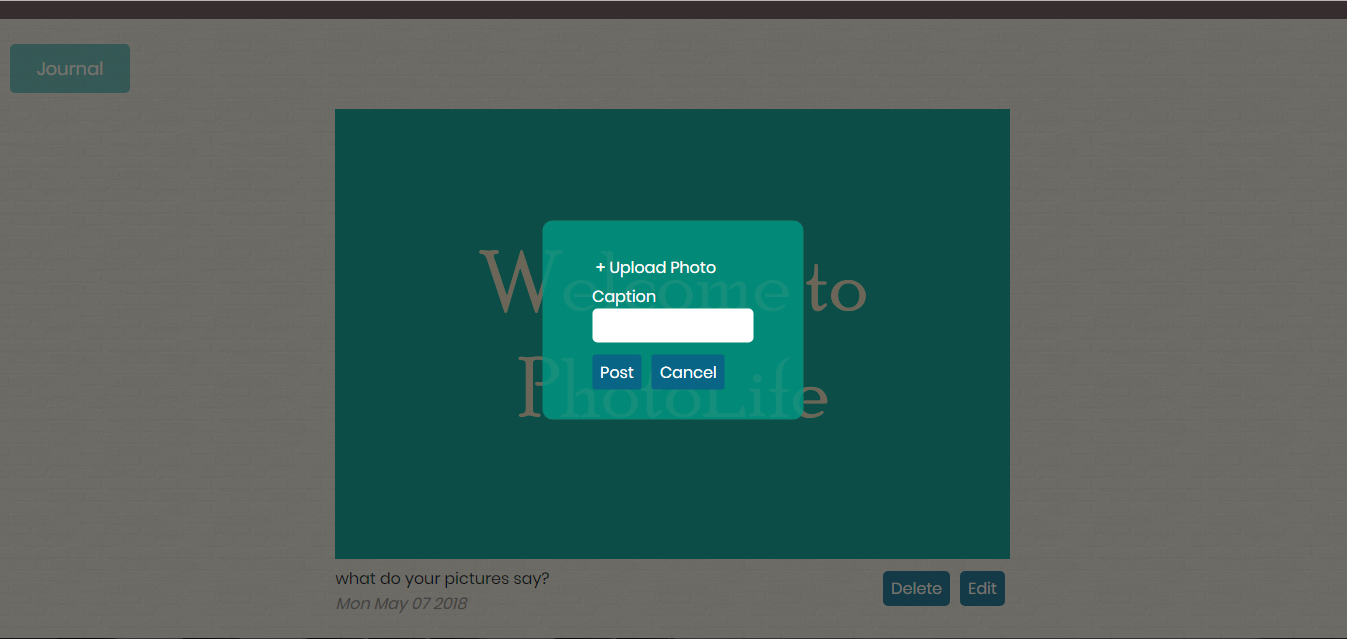 Journal
Welcome to
PhotoLife
+ Upload Photo
Caption
Post Cancel
what do your pictures say?
Mon May 07 2018
Delete Edit